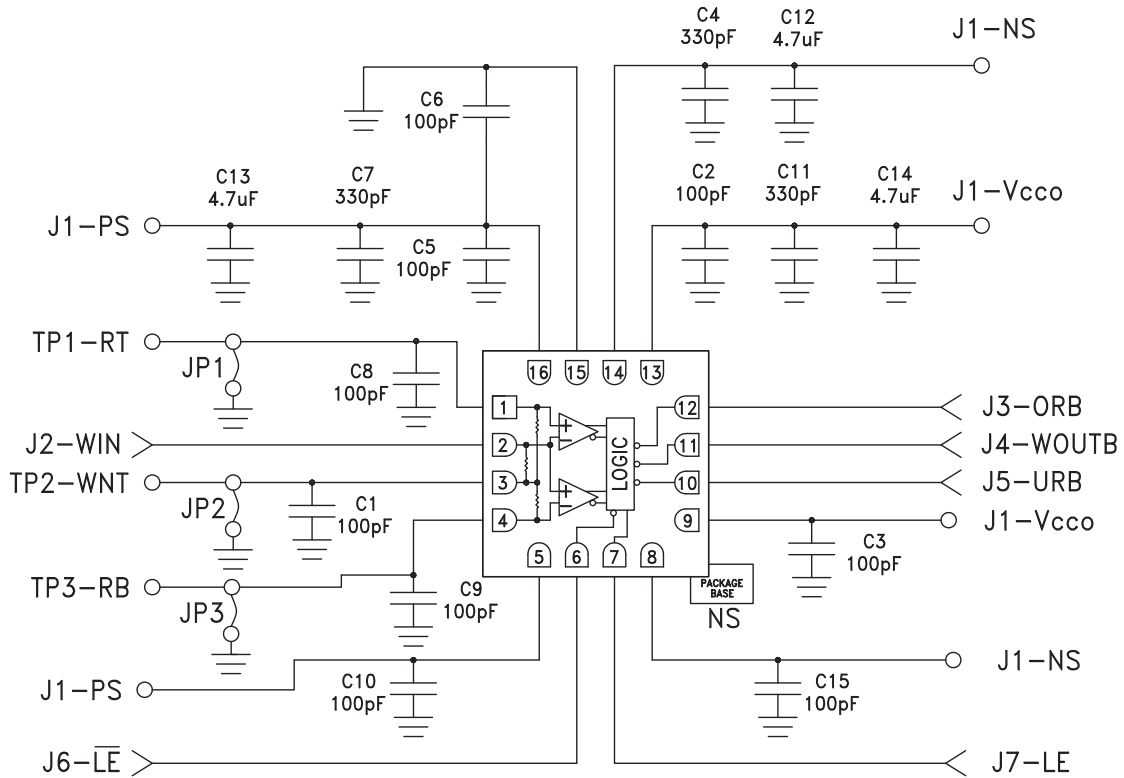 C4
330pF
C12
4.7uF
J1-NS
C6
100pF
C13
4.7uF
C7
330pF
C2
100pF
C11
330pF
C14
4.7uF
J1-Vcco
J1-PS
C5
100pF
TP1-RT
JP1
C8
100pF
16
15
14
13
1
12
J3-ORB
J2-WIN
2
11
J4-WOUTB
LOGIC
TP2-WNT
3
10
J5-URB
JP2
C1
100pF
4
9
J1-Vcco
5
6
7
8
C3
100pF
PACKAGE
BASE
NS
TP3-RB
JP3
C9
100pF
J1-PS
C10
100pF
C15
100pF
J1-NS
J6-L̅E̅
J7-LE
+
−
+
−